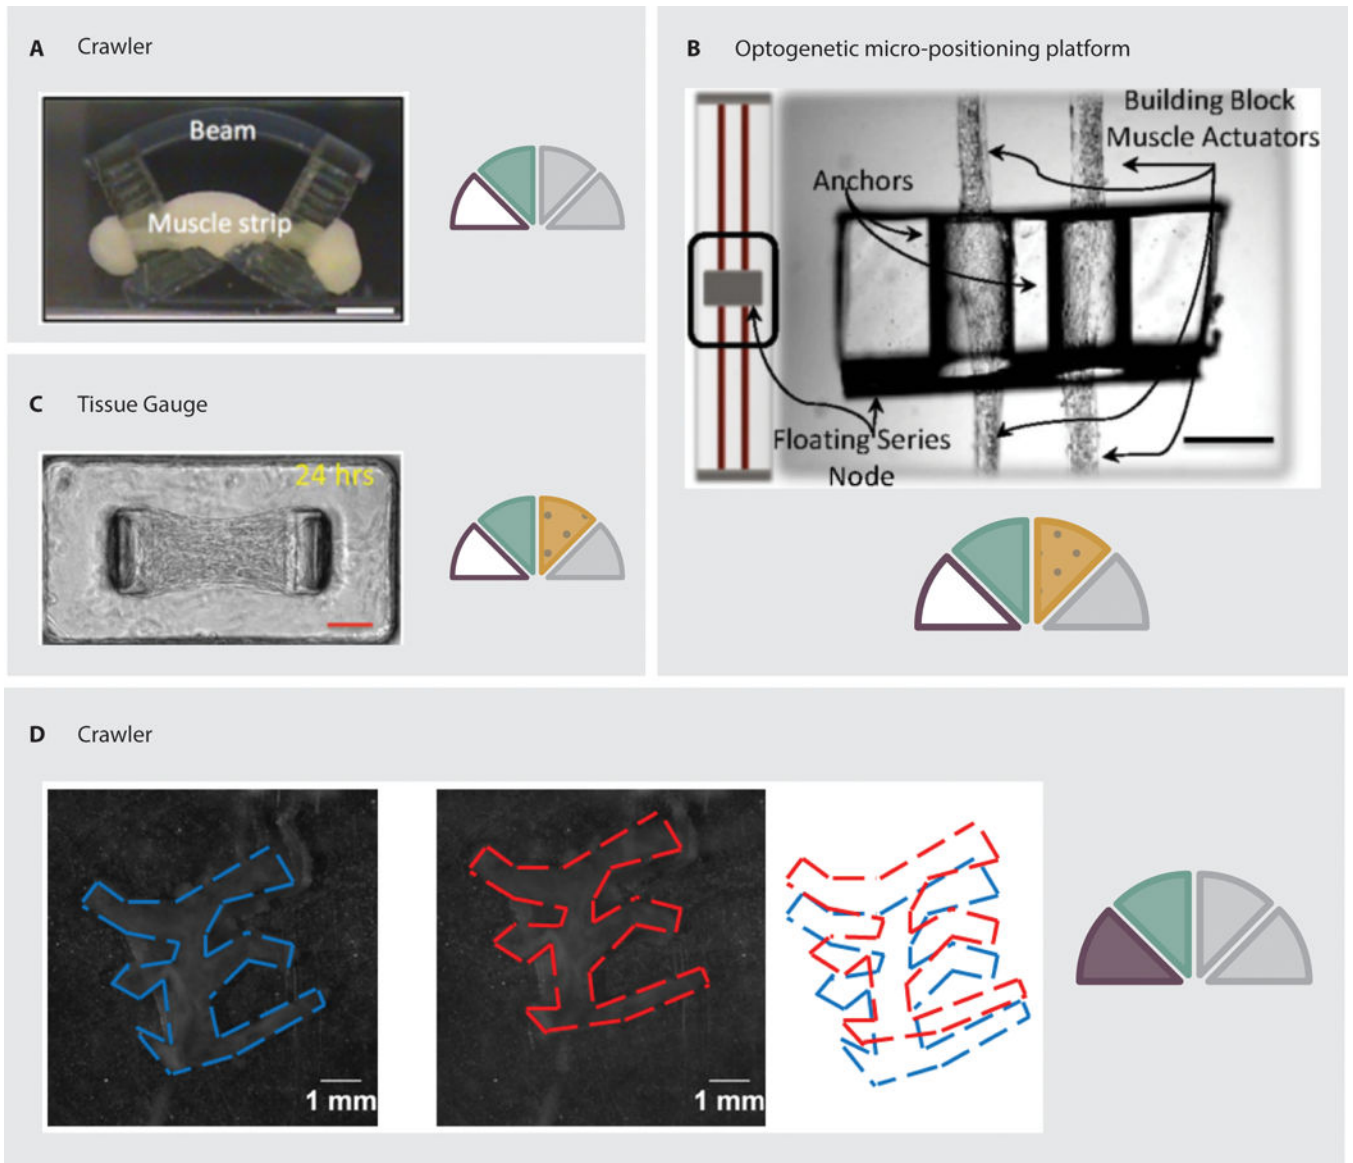 A Crawler
Beam
Muscle strip
B Optogenetic micro-positioning platform
Building Block
Muscle Actuators
Anchors
Floating Series
Node
C Tissue Gauge
24 hrs
D Crawler
1 mm
1 mm